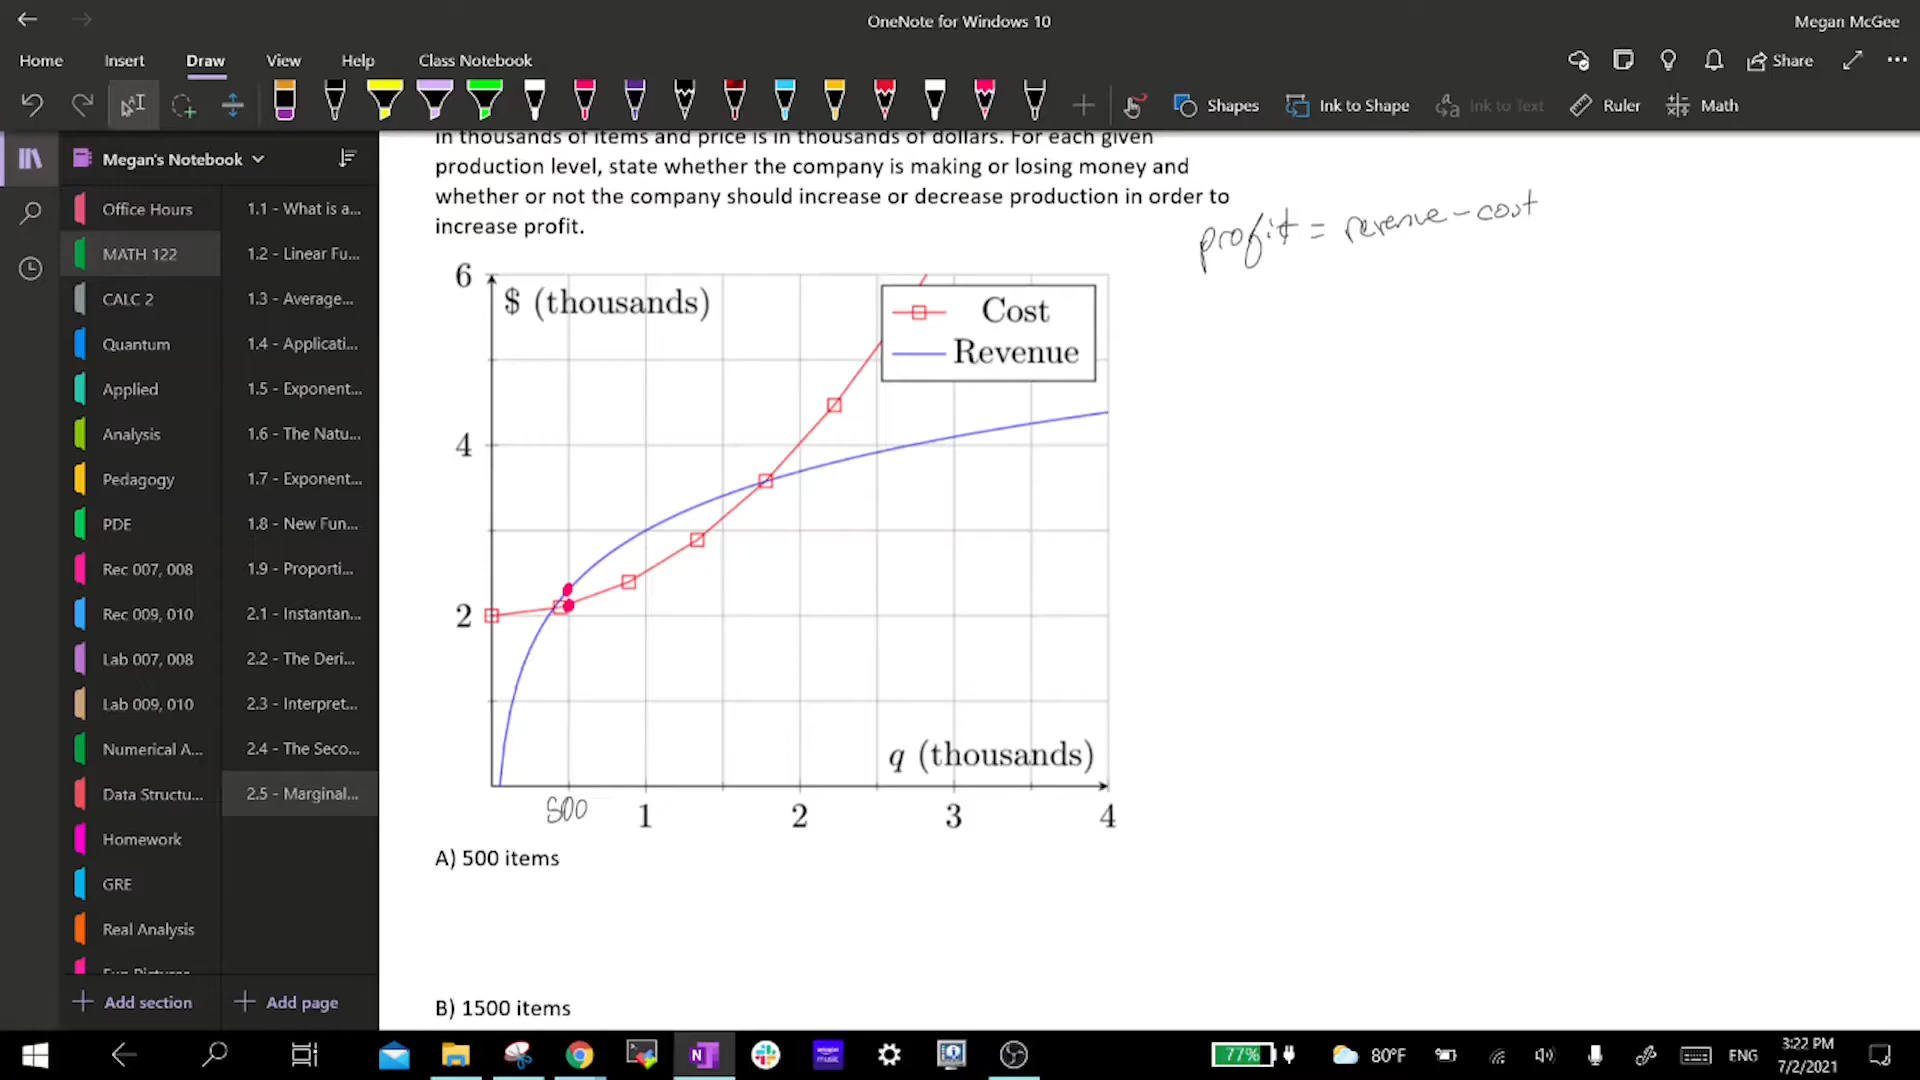 OneNote for Windows 10
Megan McGee
Home Insert Draw View Help Class Notebook
Share
Shapes Ink to Shape Ink to Text Ruler Math
Megan's Notebook
Office Hours
MATH 122
CALC 2
Quantum
Applied
Analysis
Pedagogy
PDE
Rec 007, 008
Rec 009, 010
Lab 007, 008
Lab 009, 010
Numerical A...
Data Structu...
Homework
GRE
Real Analysis
Add section
1.1 - What is a...
1.2 - Linear Fu...
1.3 - Average...
1.4 - Applicati...
1.5 - Exponent...
1.6 - The Natu...
1.7 - Exponent...
1.8 - New Fun...
1.9 - Proporti...
2.1 - Instantan...
2.2 - The Deri...
2.3 - Interpret...
2.4 - The Seco...
2.5 - Marginal...
Add page
in thousands of items and price is in thousands of dollars. For each given
production level, state whether the company is making or losing money and
whether or not the company should increase or decrease production in order to
increase profit.
profit = revenue - cost
6
$ (thousands)
Cost
Revenue
4
2
q (thousands)
500 1 2 3 4
A) 500 items
B) 1500 items
77%
80°F
ENG
3:22 PM
7/2/2021